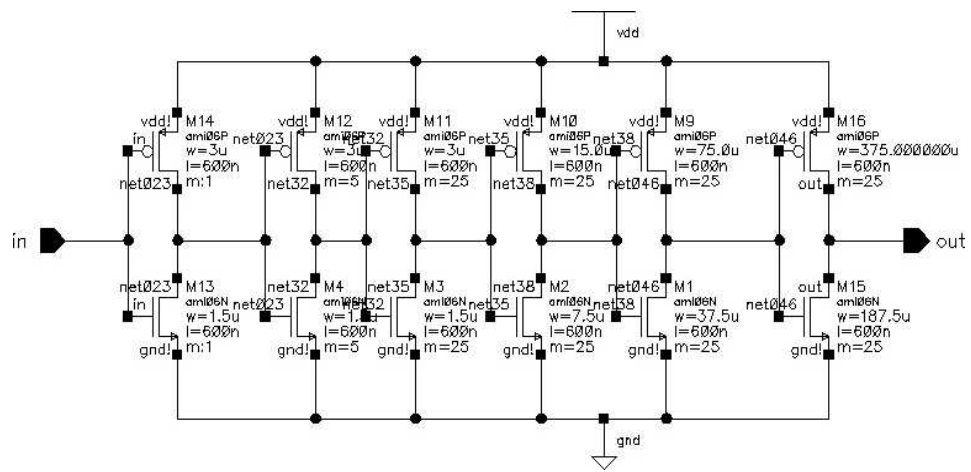 vdd
vdd!
M14
ami06P
in
w=3u
l=600n
net023
m:1
vdd!
M12
ami06P
net023
w=3u
l=600n
net32
m=5
vdd!
M11
ami06P
net32
w=3u
l=600n
net35
m=25
vdd!
M10
ami06P
net35
w=15.0u
l=600n
net38
m=25
vdd!
M9
ami06P
net38
w=75.0u
l=600n
net046
m=25
vdd!
M16
ami06P
net046
w=375.000000u
l=600n
out
m=25
in
out
net023
M13
ami06N
in
w=1.5u
l=600n
gnd!
m:1
net32
M4
ami06N
net023
l=600n
gnd!
m=5
net35
M3
ami06N
net32
w=1.5u
l=600n
gnd!
m=25
net38
M2
ami06N
net35
w=7.5u
l=600n
gnd!
m=25
net046
M1
ami06N
net38
w=37.5u
l=600n
gnd!
m=25
out
M15
ami06N
net046
w=187.5u
l=600n
gnd!
m=25
gnd